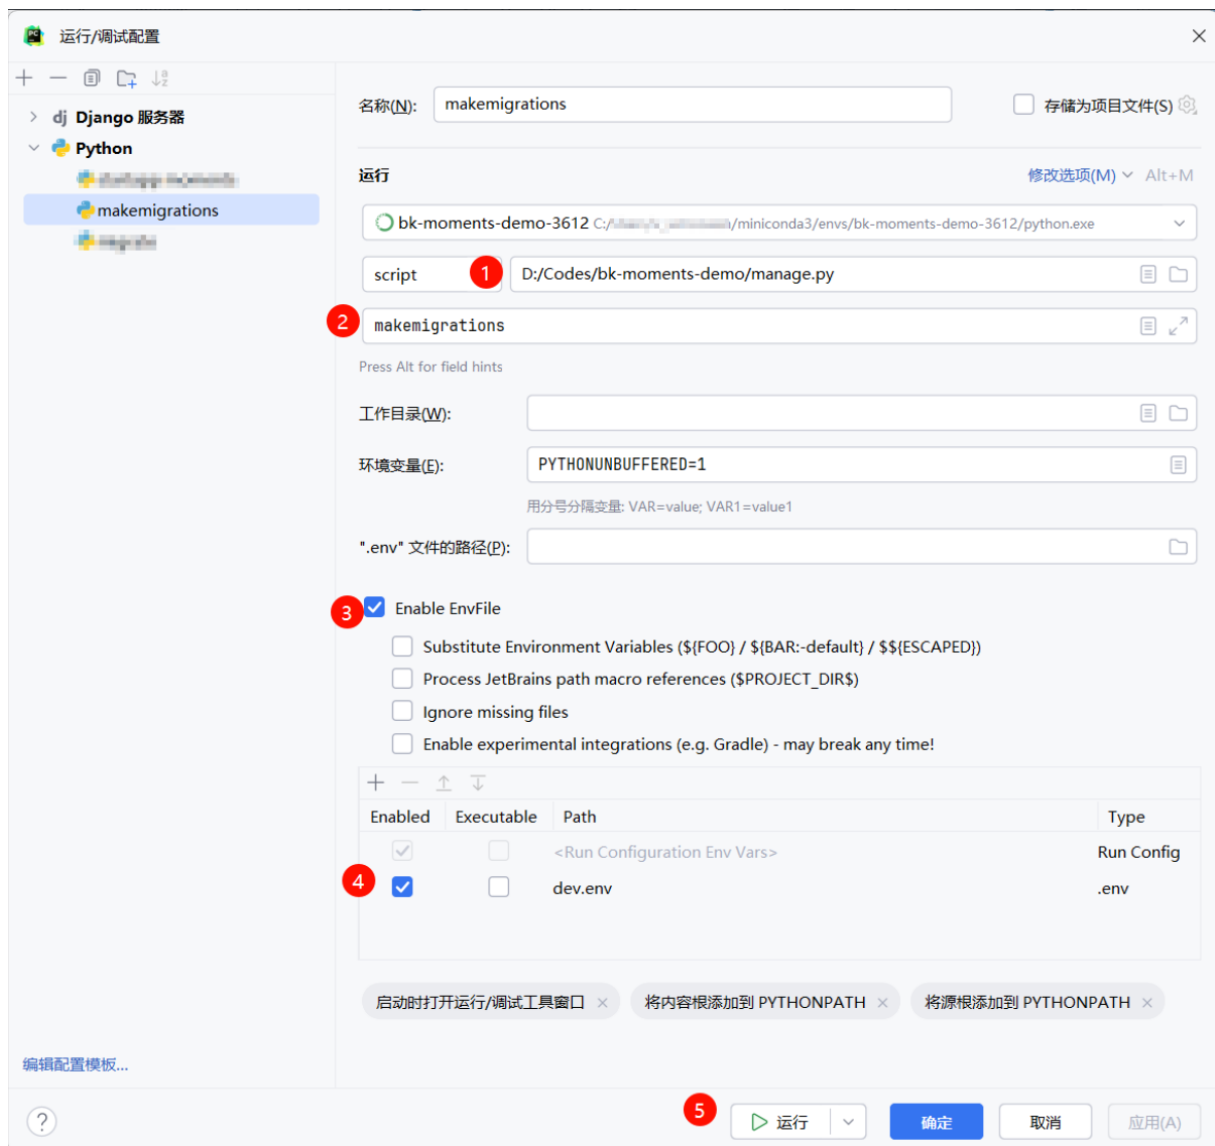 运行/调试配置
dj Django 服务器
Python
makemigrations
编辑配置模板...
名称(N): makemigrations 存储为项目文件(S)
运行 修改选项(M) Alt+M
bk-moments-demo-3612 C:/ /miniconda3/envs/bk-moments-demo-3612/python.exe
script 1 D:/Codes/bk-moments-demo/manage.py
2 makemigrations
Press Alt for field hints
工作目录(W):
环境变量(E): PYTHONUNBUFFERED=1
用分号分隔变量: VAR=value; VAR1=value1
".env" 文件的路径(P):
3 Enable EnvFile
Substitute Environment Variables (${FOO} / ${BAR:-default} / $${ESCAPED})
Process JetBrains path macro references ($PROJECT_DIR$)
Ignore missing files
Enable experimental integrations (e.g. Gradle) - may break any time!
Enabled Executable Path Type
<Run Configuration Env Vars> Run Config
4 dev.env .env
启动时打开运行/调试工具窗口 × 将内容根添加到 PYTHONPATH × 将源根添加到 PYTHONPATH ×
? 5 运行 确定 取消 应用(A)